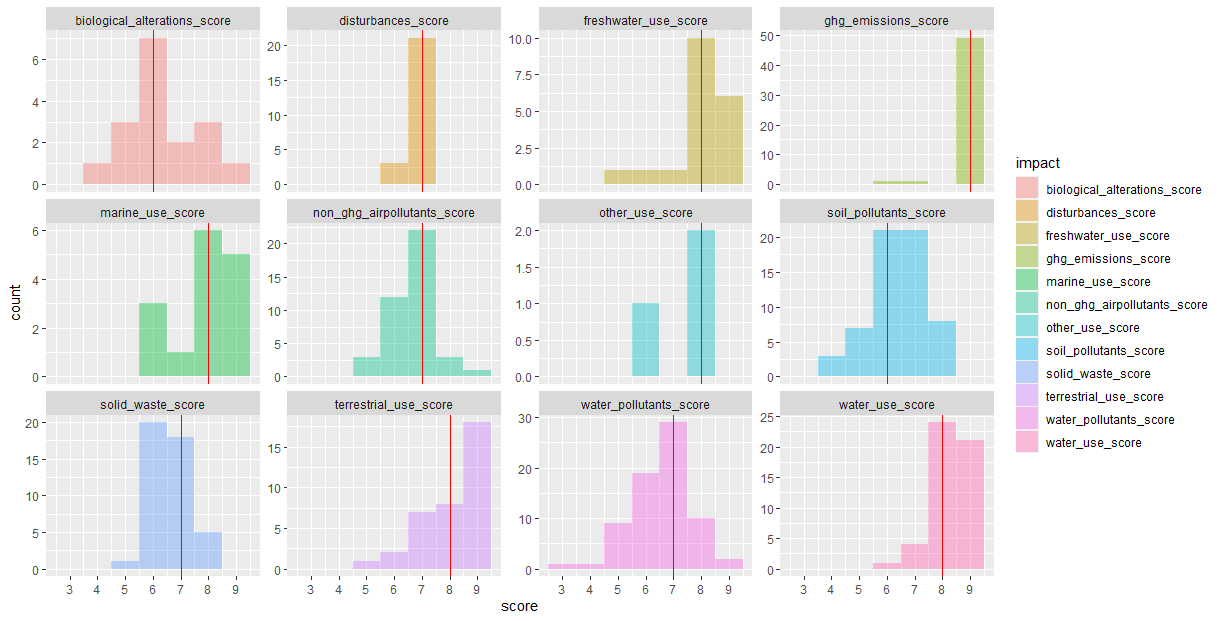 biological_alterations_score
disturbances_score
freshwater_use_score
ghg_emissions_score
6
4
2
0
20
15
10
5
0
10.0
7.5
5.0
2.5
0.0
50
40
30
20
10
0
marine_use_score
non_ghg_airpollutants_score
other_use_score
soil_pollutants_score
6
4
2
0
20
15
10
5
0
2.0
1.5
1.0
0.5
0.0
20
15
10
5
0
solid_waste_score
terrestrial_use_score
water_pollutants_score
water_use_score
20
15
10
5
0
15
10
5
0
30
20
10
0
25
20
15
10
5
0
3 4 5 6 7 8 9
3 4 5 6 7 8 9
3 4 5 6 7 8 9
3 4 5 6 7 8 9
count
score
impact
biological_alterations_score
disturbances_score
freshwater_use_score
ghg_emissions_score
marine_use_score
non_ghg_airpollutants_score
other_use_score
soil_pollutants_score
solid_waste_score
terrestrial_use_score
water_pollutants_score
water_use_score